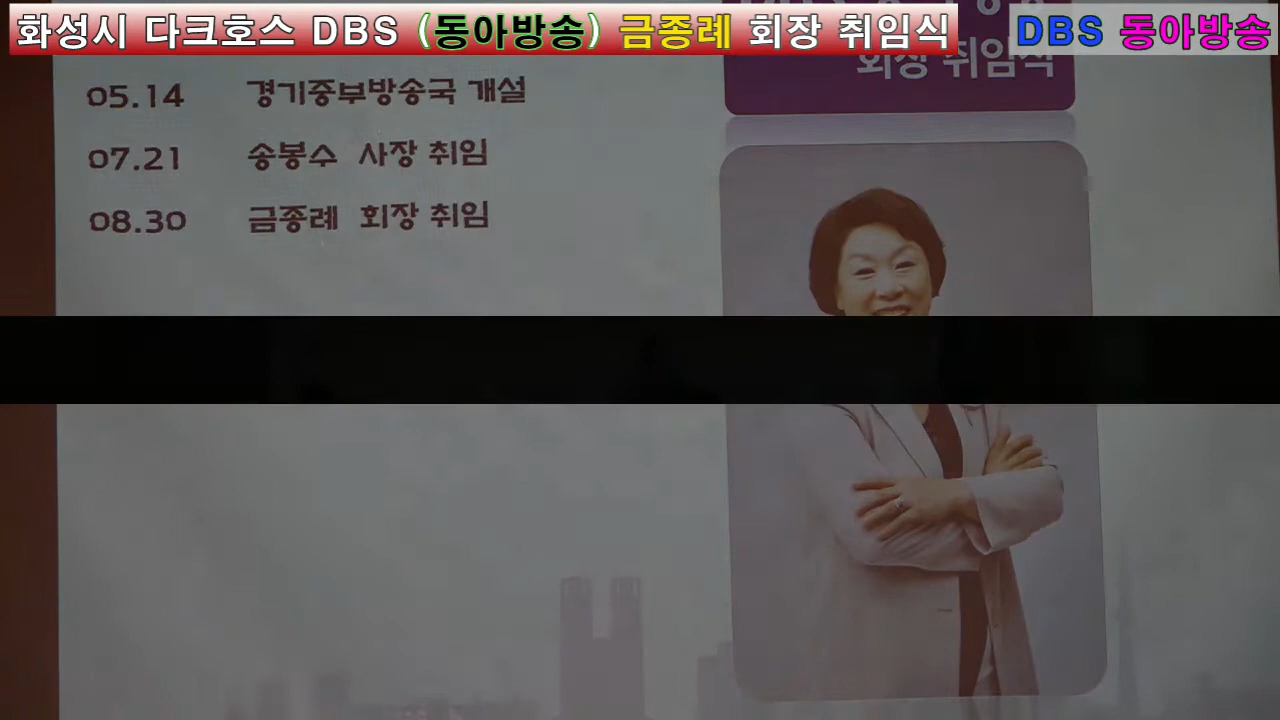 화성시 다크호스 DBS (동아방송) 금종례 회장 취임식
DBS 동아방송
회장 취임식
05.14 경기중부방송국 개설
07.21 송봉수 사장 취임
08.30 금종례 회장 취임